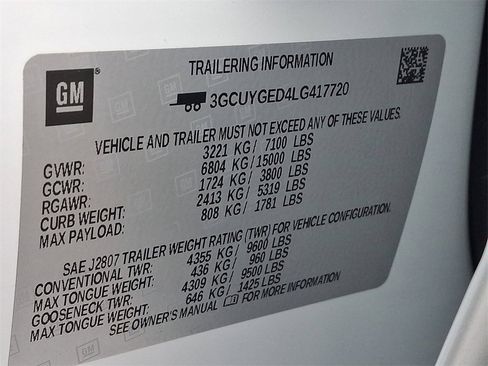 GM®
TRAILERING INFORMATION
3GCUYGED4LG417720
VEHICLE AND TRAILER MUST NOT EXCEED ANY OF THESE VALUES.
GVWR: 3221 KG / 7100 LBS
GCWR: 6804 KG / 15000 LBS
RGAWR: 1724 KG / 3800 LBS
CURB WEIGHT: 2413 KG / 5319 LBS
MAX PAYLOAD: 808 KG / 1781 LBS
SAE J2807 TRAILER WEIGHT RATING (TWR) FOR VEHICLE CONFIGURATION.
CONVENTIONAL TWR: 4355 KG / 9600 LBS
MAX TONGUE WEIGHT: 436 KG / 960 LBS
GOOSENECK TWR: 4309 KG / 9500 LBS
MAX TONGUE WEIGHT: 646 KG / 1425 LBS
SEE OWNER'S MANUAL FOR MORE INFORMATION
GM